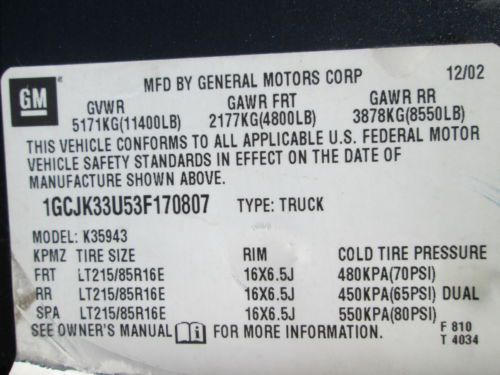 MFD BY GENERAL MOTORS CORP 12/02
GM
GVWR GAWR FRT GAWR RR
5171KG(11400LB) 2177KG(4800LB) 3878KG(8550LB)
THIS VEHICLE CONFORMS TO ALL APPLICABLE U.S. FEDERAL MOTOR
VEHICLE SAFETY STANDARDS IN EFFECT ON THE DATE OF
MANUFACTURE SHOWN ABOVE.
1GCJK33U53F170807 TYPE: TRUCK
MODEL: K35943
KPMZ TIRE SIZE RIM COLD TIRE PRESSURE
FRT LT215/85R16E 16X6.5J 480KPA(70PSI)
RR LT215/85R16E 16X6.5J 450KPA(65PSI) DUAL
SPA LT215/85R16E 16X6.5J 550KPA(80PSI)
SEE OWNER'S MANUAL FOR MORE INFORMATION. F 810
T 4034